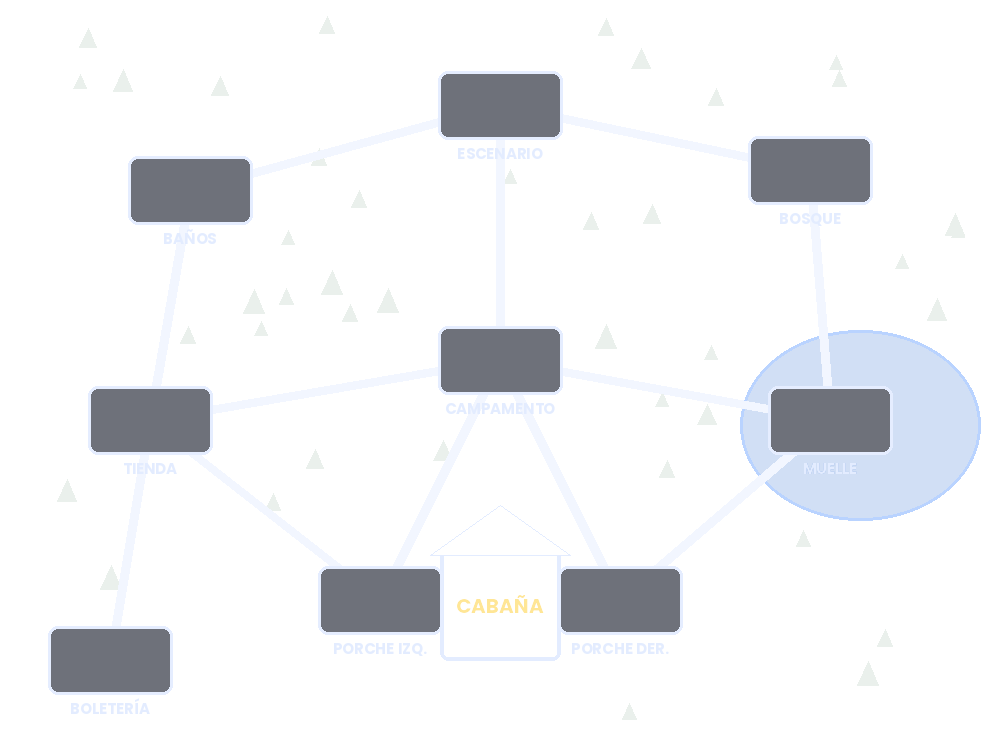 ESCENARIO
BOSQUE
BAÑOS
CAMPAMENTO
TIENDA
MUELLE
CABAÑA
PORCHE IZQ.
PORCHE DER.
BOLETERÍA